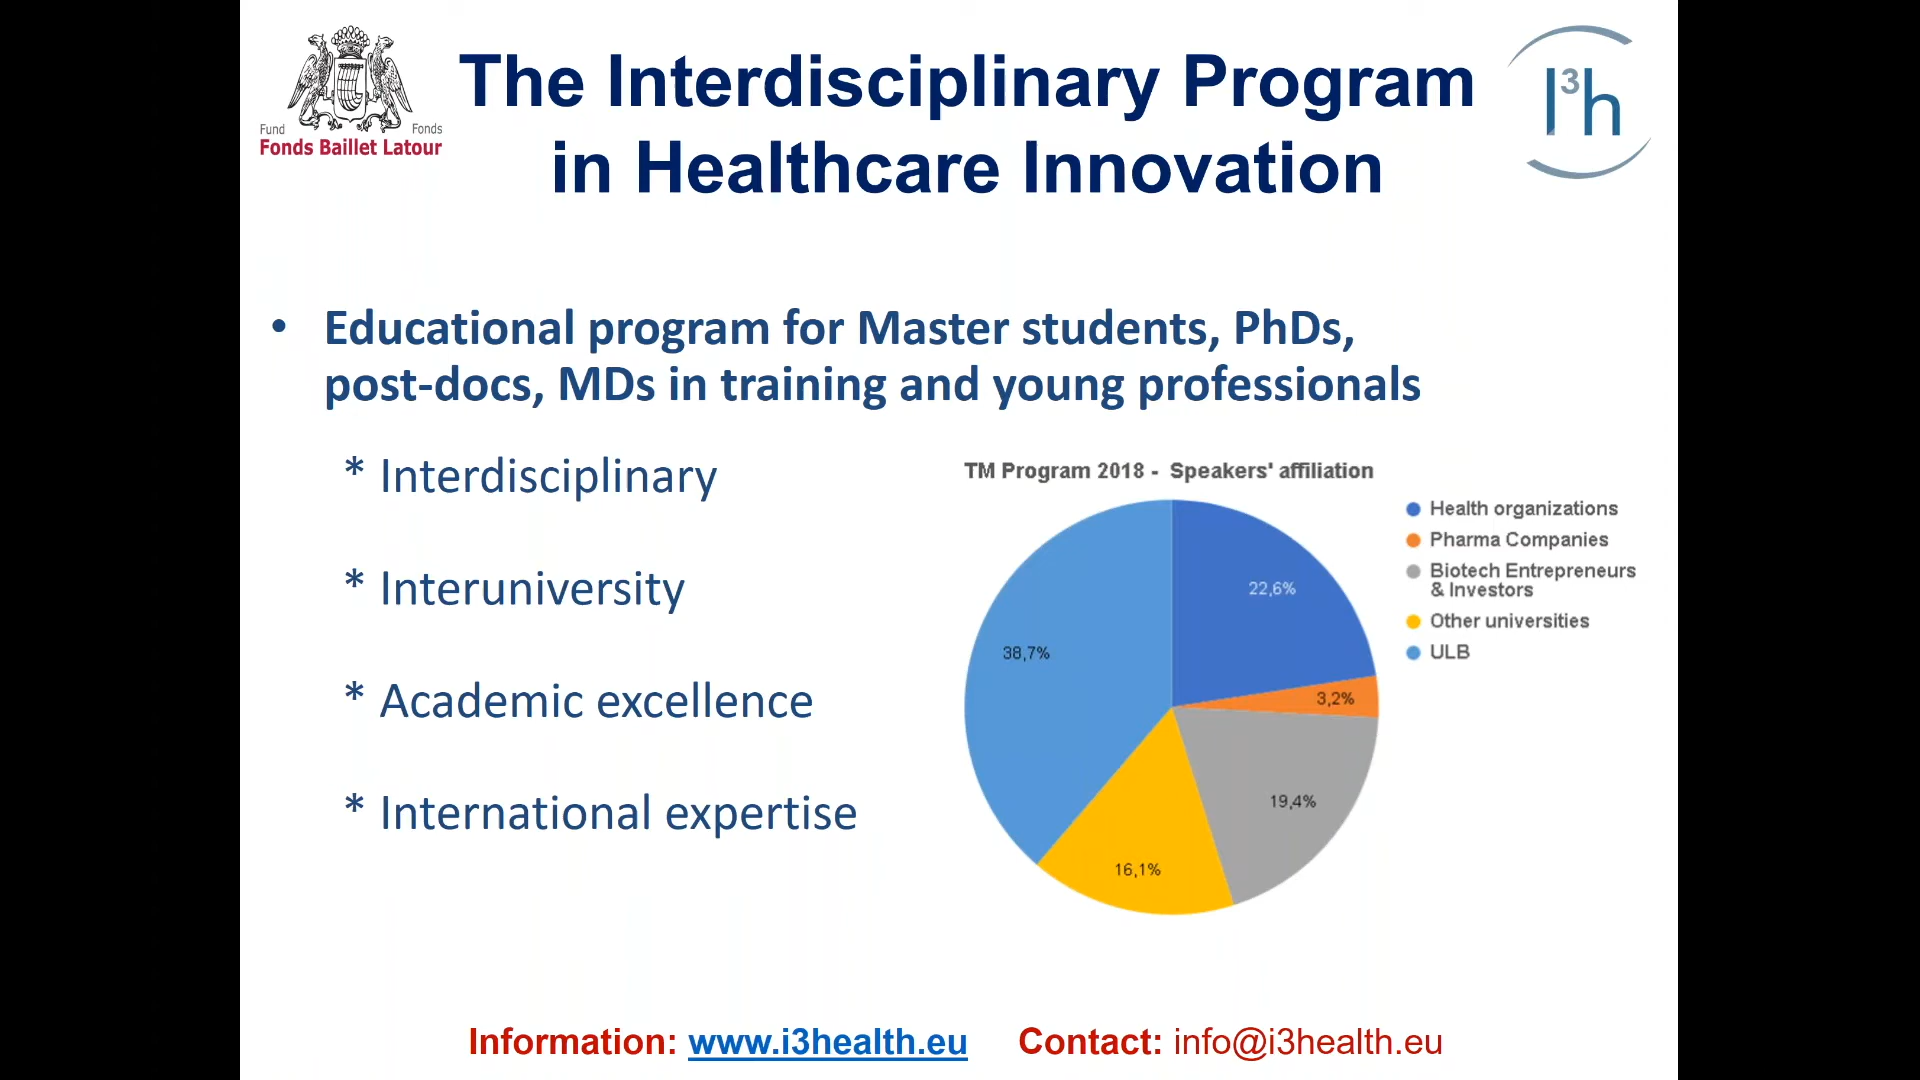 Fund Fonds
Fonds Baillet Latour
The Interdisciplinary Program
in Healthcare Innovation
I³h
• Educational program for Master students, PhDs,
post-docs, MDs in training and young professionals
* Interdisciplinary
* Interuniversity
* Academic excellence
* International expertise
TM Program 2018 - Speakers' affiliation
22,6%
3,2%
19,4%
16,1%
38,7%
Health organizations
Pharma Companies
Biotech Entrepreneurs
& Investors
Other universities
ULB
Information: www.i3health.eu Contact: info@i3health.eu